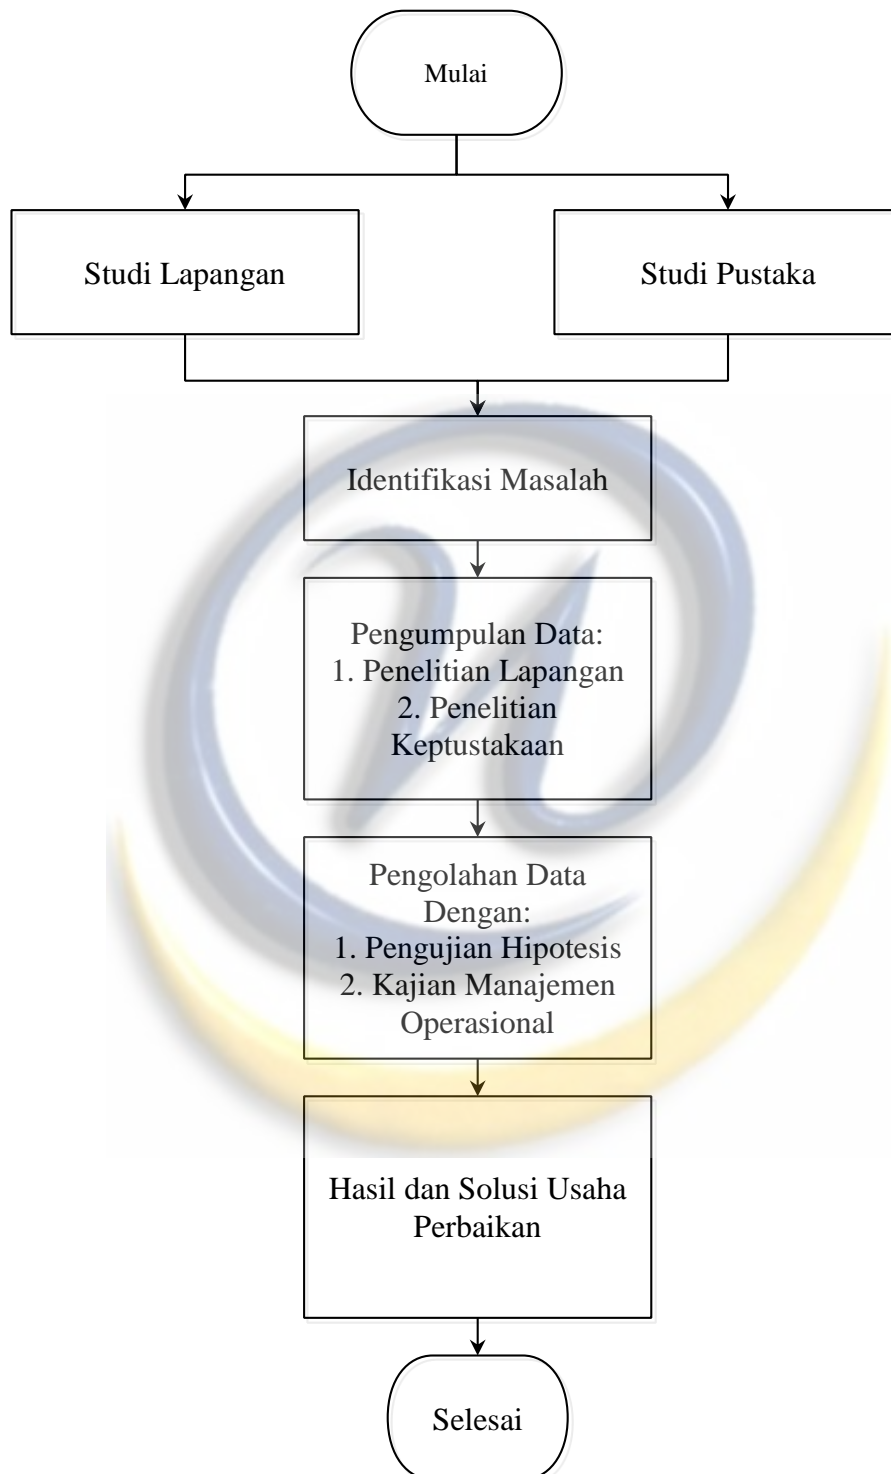 Mulai
Studi Lapangan
Studi Pustaka
Identifikasi Masalah
Pengumpulan Data:
1. Penelitian Lapangan
2. Penelitian
Keptustakaan
Pengolahan Data
Dengan:
1. Pengujian Hipotesis
2. Kajian Manajemen
Operasional
Hasil dan Solusi Usaha
Perbaikan
Selesai